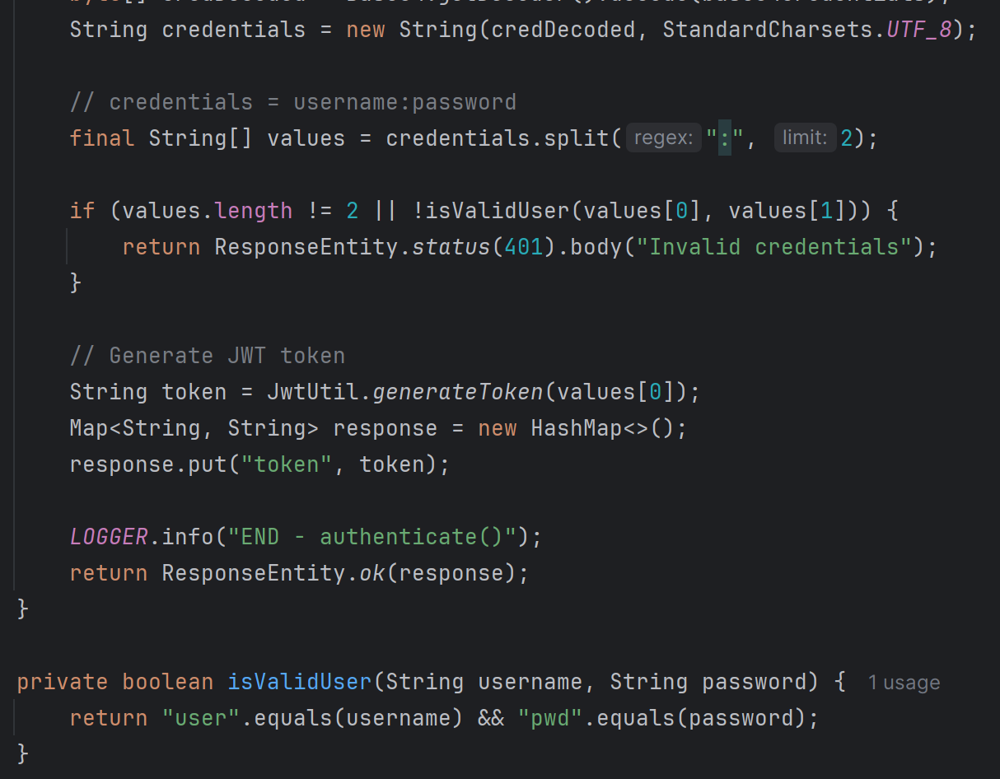 String credentials = new String(credDecoded, StandardCharsets.UTF_8);
// credentials = username:password
final String[] values = credentials.split( regex: ":", limit: 2);
if (values.length != 2 || !isValidUser(values[0], values[1])) {
return ResponseEntity.status(401).body("Invalid credentials");
}
// Generate JWT token
String token = JwtUtil.generateToken(values[0]);
Map<String, String> response = new HashMap<>();
response.put("token", token);
LOGGER.info("END - authenticate()");
return ResponseEntity.ok(response);
}
private boolean isValidUser(String username, String password) { 1 usage
return "user".equals(username) && "pwd".equals(password);
}